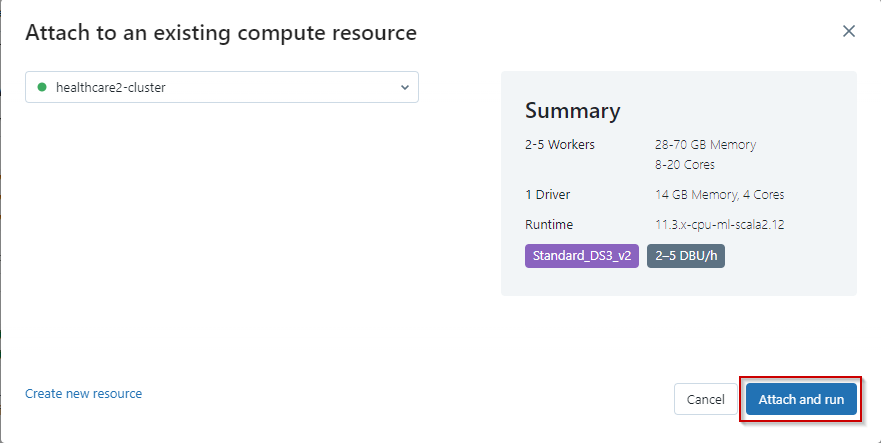 Attach to an existing compute resource
healthcare2-cluster
Summary
2-5 Workers 28-70 GB Memory
8-20 Cores
1 Driver 14 GB Memory, 4 Cores
Runtime 11.3.x-cpu-ml-scala2.12
Standard_DS3_v2 2–5 DBU/h
Create new resource Cancel Attach and run